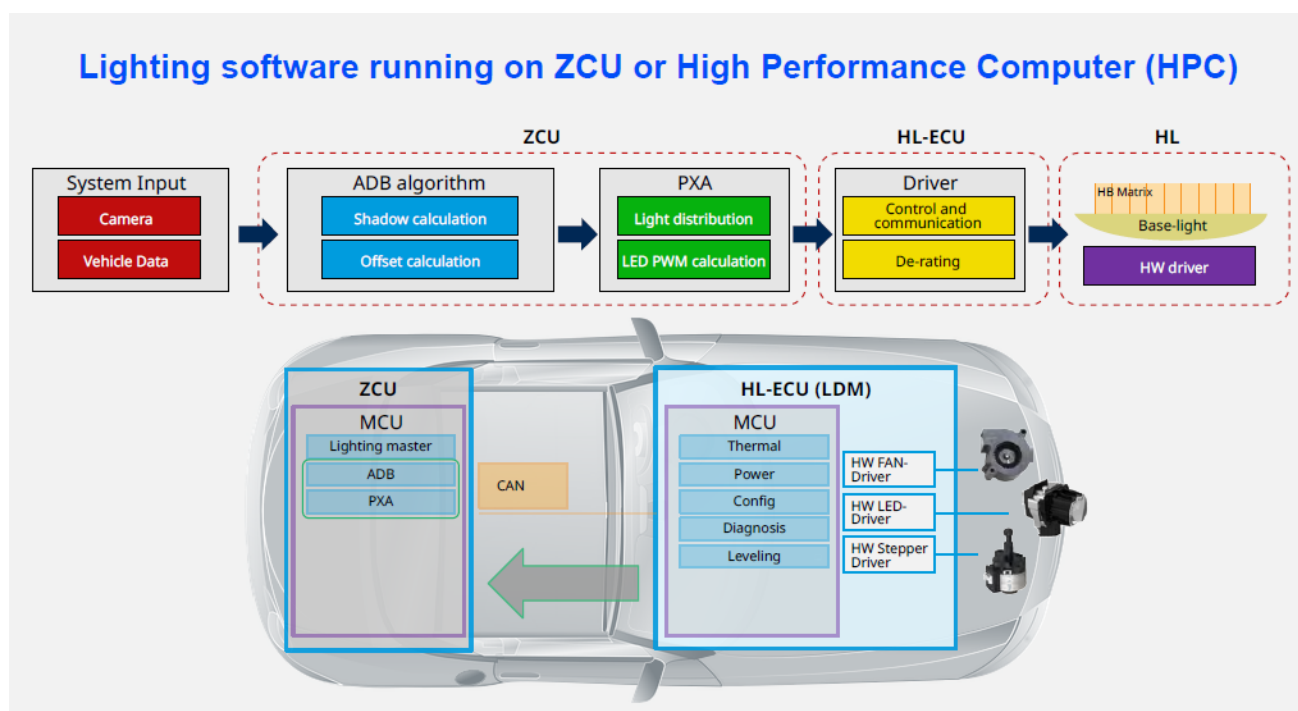 Lighting software running on ZCU or High Performance Computer (HPC)
ZCU
HL-ECU
HL
System Input
Camera
Vehicle Data
ADB algorithm
Shadow calculation
Offset calculation
PXA
Light distribution
LED PWM calculation
Driver
Control and
communication
De-rating
HB Matrix
Base-light
HW driver
ZCU
MCU
Lighting master
ADB
PXA
CAN
HL-ECU (LDM)
MCU
Thermal
Power
Config
Diagnosis
Leveling
HW FAN-
Driver
HW LED-
Driver
HW Stepper
Driver